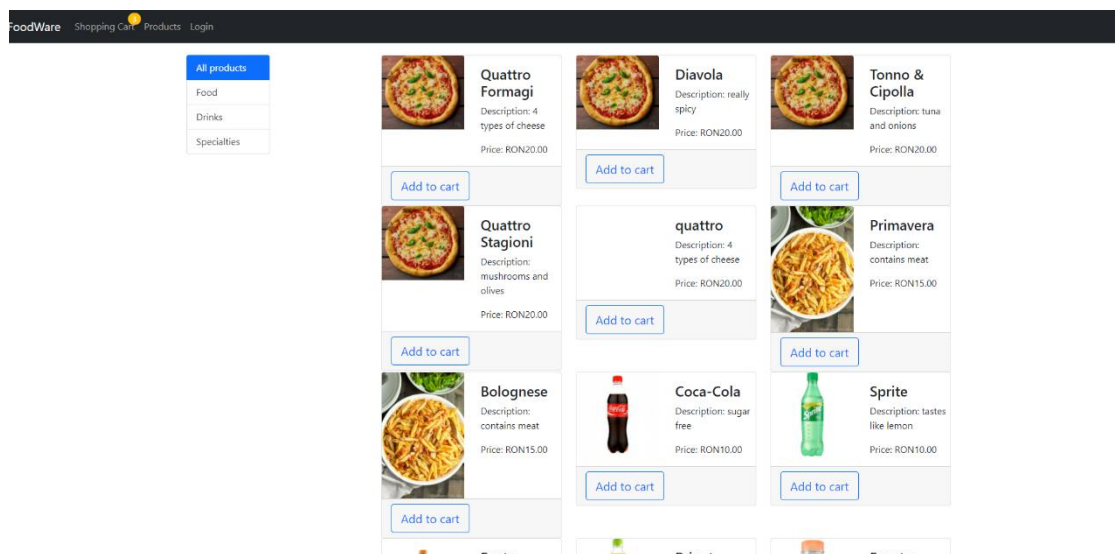 FoodWare Shopping Cart Products Login
All products
Food
Drinks
Specialties
Quattro
Formagi
Description: 4
types of cheese
Price: RON20.00
Add to cart
Diavola
Description: really
spicy
Price: RON20.00
Add to cart
Tonno &
Cipolla
Description: tuna
and onions
Price: RON20.00
Add to cart
Quattro
Stagioni
Description:
mushrooms and
olives
Price: RON20.00
Add to cart
quattro
Description: 4
types of cheese
Price: RON20.00
Add to cart
Primavera
Description:
contains meat
Price: RON15.00
Add to cart
Bolognese
Description:
contains meat
Price: RON15.00
Add to cart
Coca-Cola
Description: sugar
free
Price: RON10.00
Add to cart
Sprite
Description: tastes
like lemon
Price: RON10.00
Add to cart